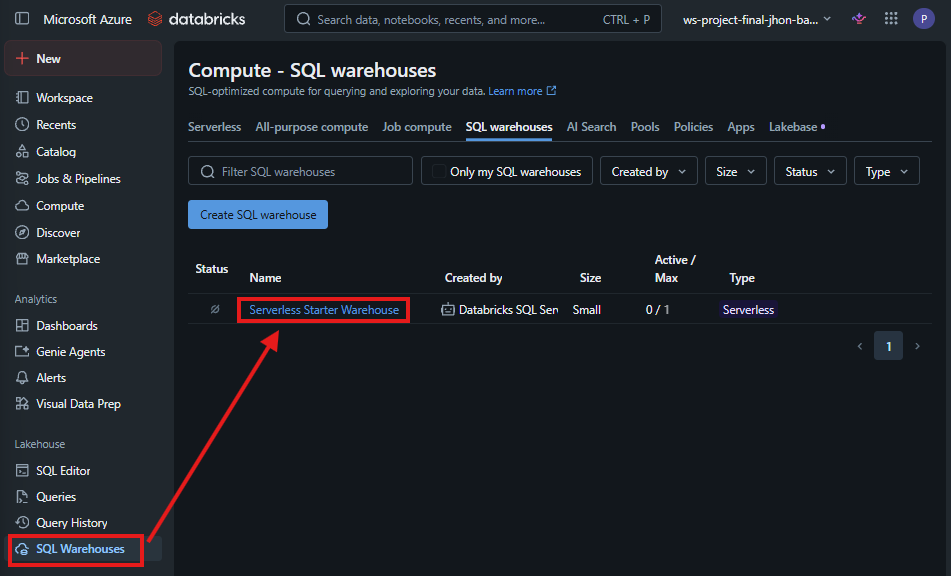 Microsoft Azure databricks Search data, notebooks, recents, and more... CTRL + P ws-project-final-jhon-ba... P
New
Workspace
Recents
Catalog
Jobs & Pipelines
Compute
Discover
Marketplace
Analytics
Dashboards
Genie Agents
Alerts
Visual Data Prep
Lakehouse
SQL Editor
Queries
Query History
SQL Warehouses
Compute - SQL warehouses
SQL-optimized compute for querying and exploring your data. Learn more
Serverless All-purpose compute Job compute SQL warehouses AI Search Pools Policies Apps Lakebase
Filter SQL warehouses Only my SQL warehouses Created by Size Status Type
Create SQL warehouse
Status Name Created by Size Active / Max Type
Serverless Starter Warehouse Databricks SQL Serv Small 0 / 1 Serverless
1